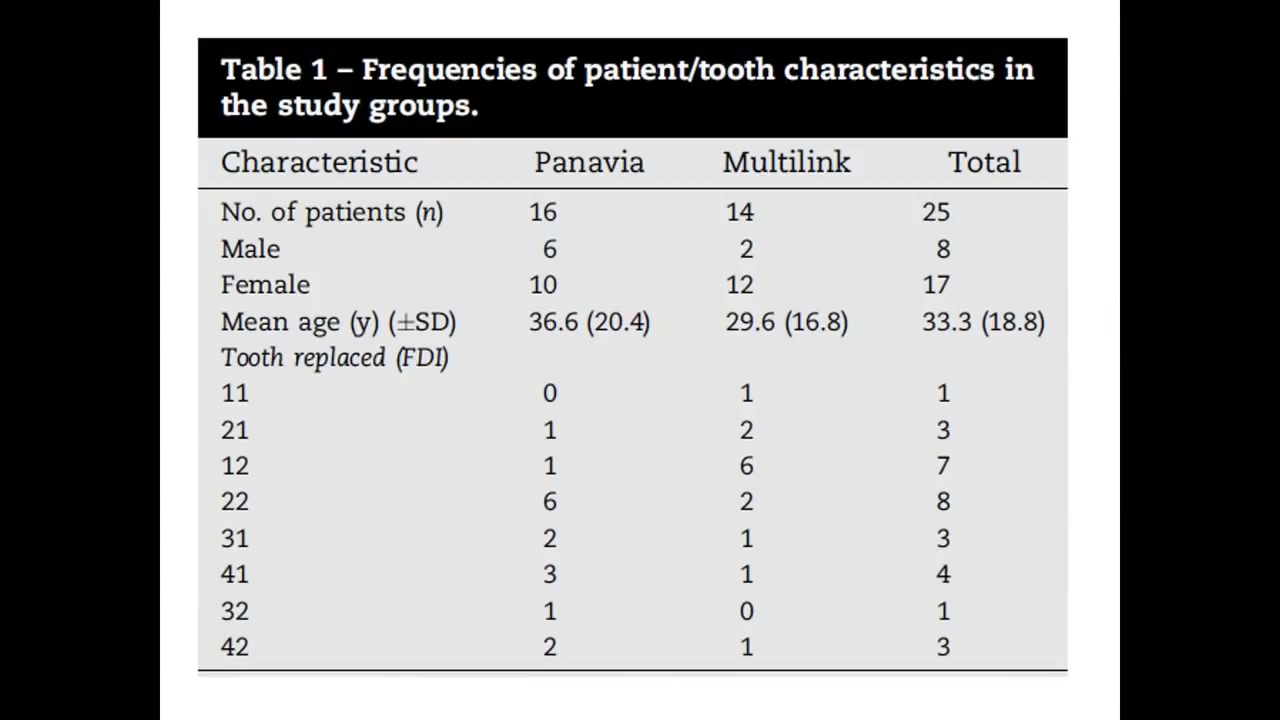 Table 1 – Frequencies of patient/tooth characteristics in
the study groups.
Characteristic Panavia Multilink Total
No. of patients (n) 16 14 25
Male 6 2 8
Female 10 12 17
Mean age (y) (±SD) 36.6 (20.4) 29.6 (16.8) 33.3 (18.8)
Tooth replaced (FDI)
11 0 1 1
21 1 2 3
12 1 6 7
22 6 2 8
31 2 1 3
41 3 1 4
32 1 0 1
42 2 1 3